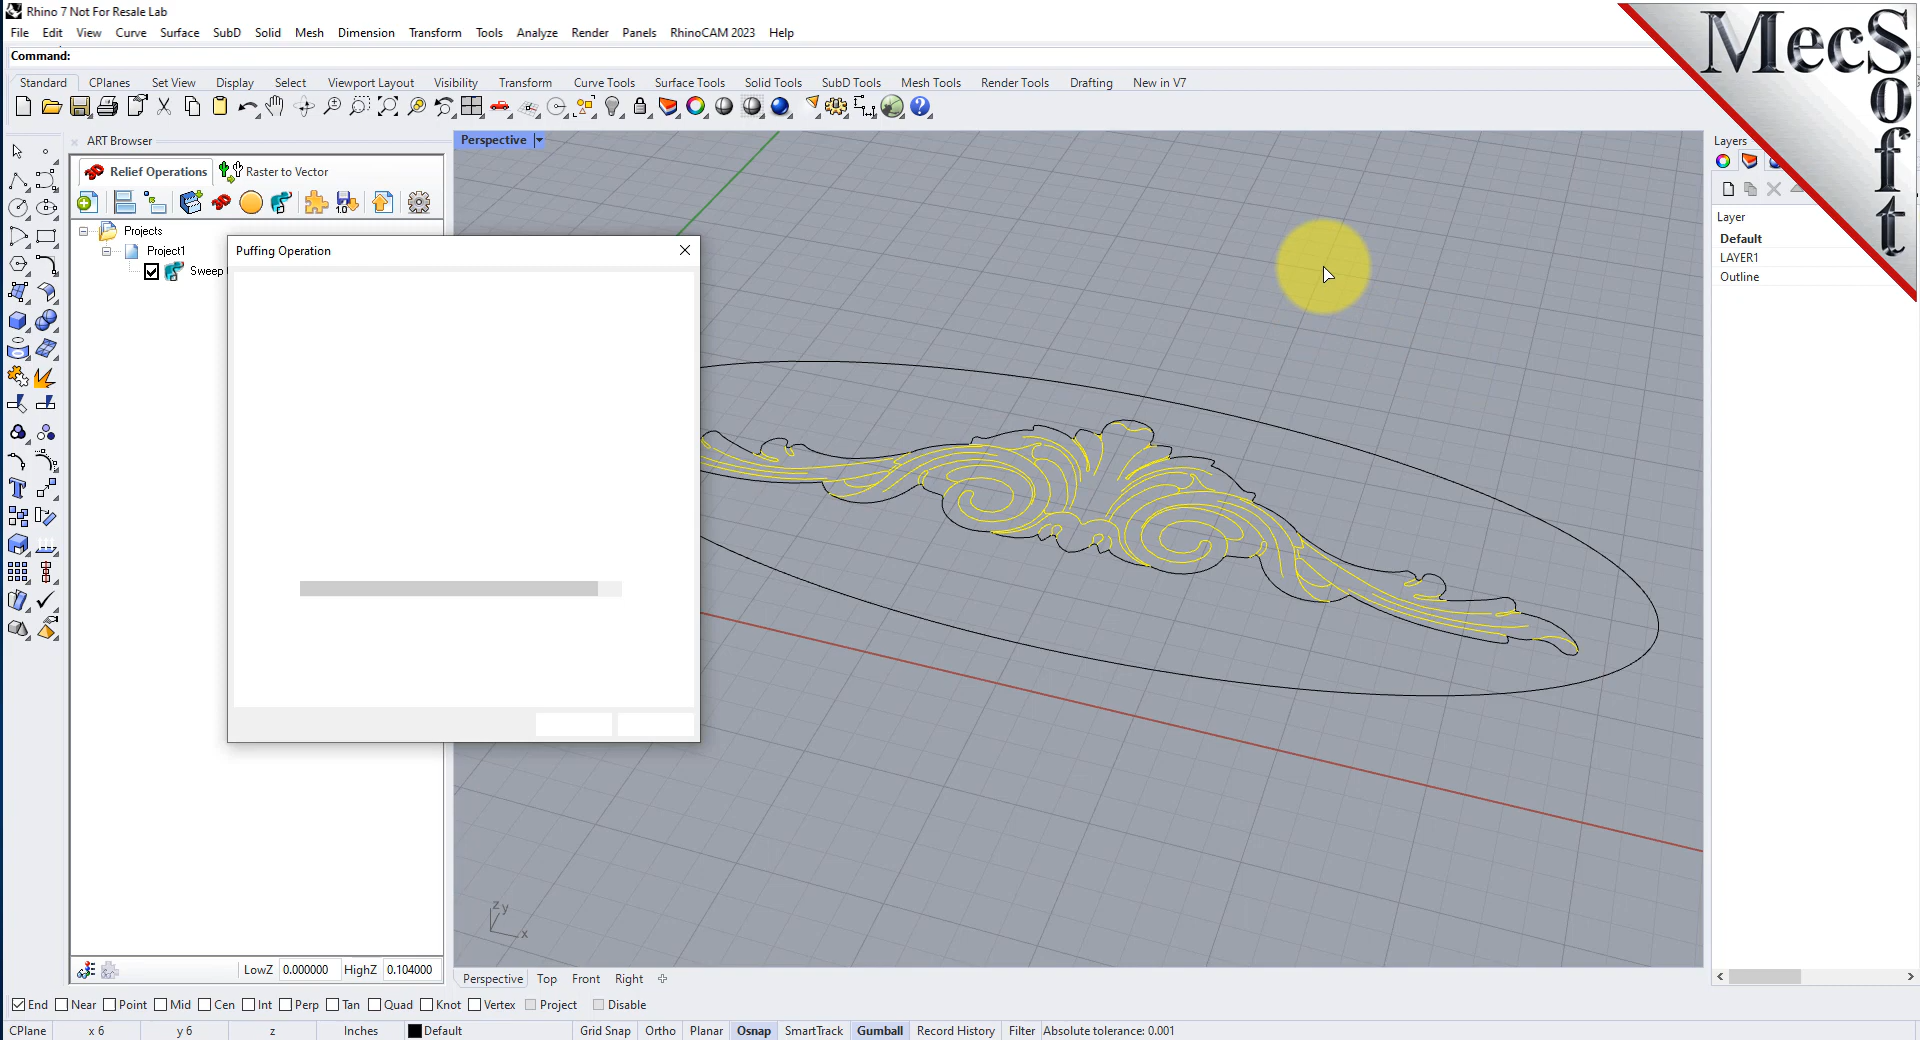 Rhino 7 Not For Resale Lab
File Edit View Curve Surface SubD Solid Mesh Dimension Transform Tools Analyze Render Panels RhinoCAM 2023 Help
Command:
Standard CPlanes Set View Display Select Viewport Layout Visibility Transform Curve Tools Surface Tools Solid Tools SubD Tools Mesh Tools Render Tools Drafting New in V7
MecSoft
ART Browser
Relief Operations Raster to Vector
1.0
Projects
Project1
Sweep
Puffing Operation
Perspective
Layers
Layer
Default
LAYER1
Outline
z y
x
LowZ 0.000000 HighZ 0.104000
Perspective Top Front Right
End Near Point Mid Cen Int Perp Tan Quad Knot Vertex Project Disable
CPlane x 6 y 6 z Inches Default Grid Snap Ortho Planar Osnap SmartTrack Gumball Record History Filter Absolute tolerance: 0.001